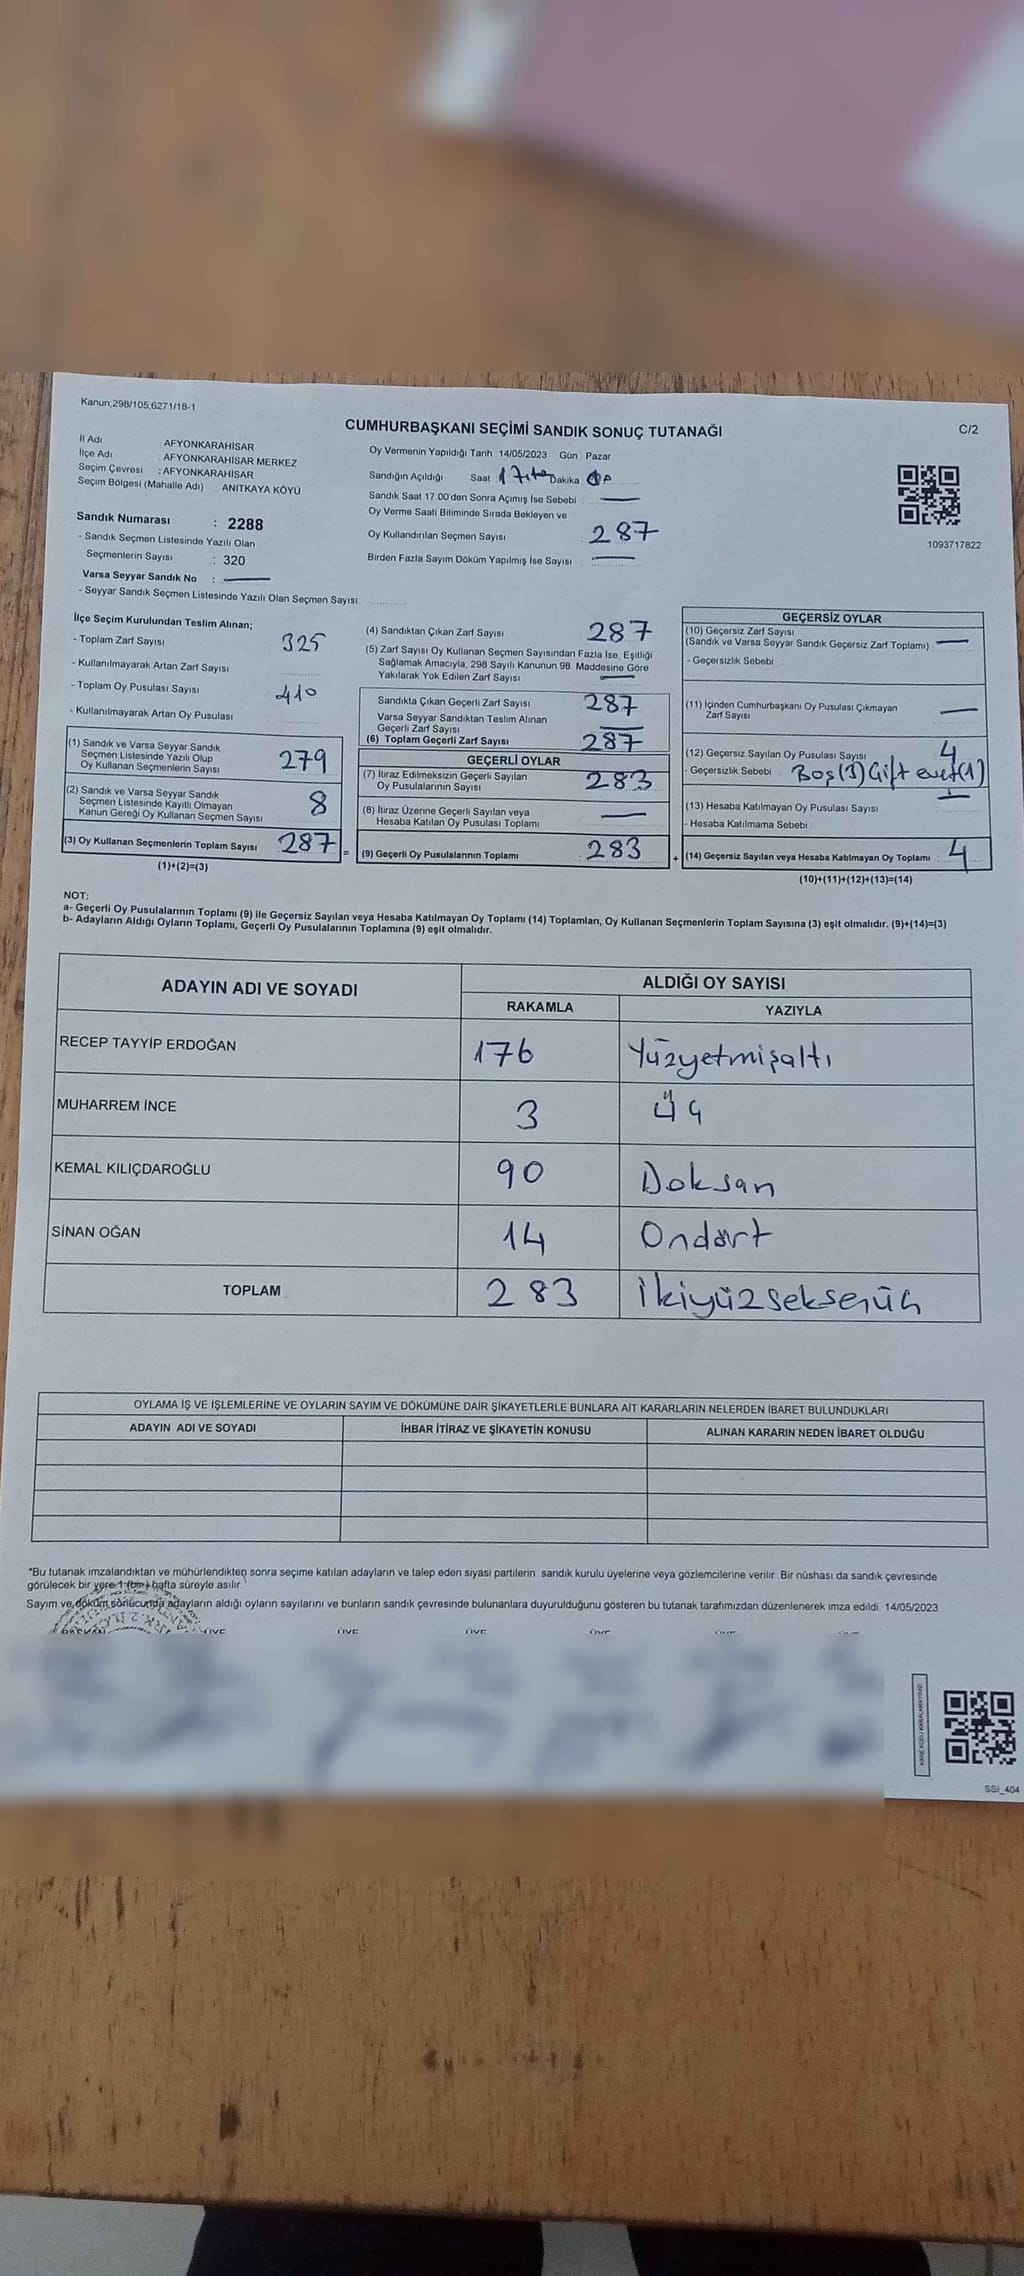 Kanun;298/105,6271/18-1
CUMHURBAŞKANI SEÇİMİ SANDIK SONUÇ TUTANAĞI
C/2
İl Adı : AFYONKARAHİSAR
İlçe Adı : AFYONKARAHİSAR MERKEZ
Seçim Çevresi : AFYONKARAHİSAR
Seçim Bölgesi (Mahalle Adı) : ANITKAYA KÖYÜ
Oy Vermenin Yapıldığı Tarih : 14/05/2023 Gün : Pazar
Sandığın Açıldığı Saat 17 Dakika
Sandık Saat 17:00'den Sonra Açımış İse Sebebi
Oy Verme Saati Bitiminde Sırada Bekleyen ve
Oy Kullandırılan Seçmen Sayısı : 287
Birden Fazla Sayım Döküm Yapılmış İse Sayısı :
1093717822
Sandık Numarası : 2288
- Sandık Seçmen Listesinde Yazılı Olan
Seçmenlerin Sayısı : 320
Varsa Seyyar Sandık No :
- Seyyar Sandık Seçmen Listesinde Yazılı Olan Seçmen Sayısı:
İlçe Seçim Kurulundan Teslim Alınan;
- Toplam Zarf Sayısı 325
- Kullanılmayarak Artan Zarf Sayısı
- Toplam Oy Pusulası Sayısı 410
- Kullanılmayarak Artan Oy Pusulası
(1) Sandık ve Varsa Seyyar Sandık
Seçmen Listesinde Yazılı Olup
Oy Kullanan Seçmenlerin Sayısı 279
(2) Sandık ve Varsa Seyyar Sandık
Seçmen Listesinde Kayıtlı Olmayan
Kanun Gereği Oy Kullanan Seçmen Sayısı 8
(3) Oy Kullanan Seçmenlerin Toplam Sayısı 287 =
(1)+(2)=(3)
(4) Sandıktan Çıkan Zarf Sayısı 287
(5) Zarf Sayısı Oy Kullanan Seçmen Sayısından Fazla İse, Eşitliği
Sağlamak Amacıyla, 298 Sayılı Kanunun 98. Maddesine Göre
Yakılarak Yok Edilen Zarf Sayısı
Sandıkta Çıkan Geçerli Zarf Sayısı 287
Varsa Seyyar Sandıktan Teslim Alınan
Geçerli Zarf Sayısı
(6) Toplam Geçerli Zarf Sayısı 287
GEÇERLİ OYLAR
(7) İtiraz Edilmeksizin Geçerli Sayılan
Oy Pusulalarının Sayısı 283
(8) İtiraz Üzerine Geçerli Sayılan veya
Hesaba Katılan Oy Pusulası Toplamı
(9) Geçerli Oy Pusulalarının Toplamı 283 +
GEÇERSİZ OYLAR
(10) Geçersiz Zarf Sayısı
(Sandık ve Varsa Seyyar Sandık Geçersiz Zarf Toplamı)
- Geçersizlik Sebebi
(11) İçinden Cumhurbaşkanı Oy Pusulası Çıkmayan
Zarf Sayısı
(12) Geçersiz Sayılan Oy Pusulası Sayısı 4
- Geçersizlik Sebebi : Boş(3) Çift evet(1)
(13) Hesaba Katılmayan Oy Pusulası Sayısı
- Hesaba Katılmama Sebebi
(14) Geçersiz Sayılan veya Hesaba Katılmayan Oy Toplamı 4
(10)+(11)+(12)+(13)=(14)
NOT:
a- Geçerli Oy Pusulalarının Toplamı (9) ile Geçersiz Sayılan veya Hesaba Katılmayan Oy Toplamı (14) Toplamları, Oy Kullanan Seçmenlerin Toplam Sayısına (3) eşit olmalıdır. (9)+(14)=(3)
b- Adayların Aldığı Oyların Toplamı, Geçerli Oy Pusulalarının Toplamına (9) eşit olmalıdır.
ADAYIN ADI VE SOYADI
ALDIĞI OY SAYISI
RAKAMLA YAZIYLA
RECEP TAYYİP ERDOĞAN 176 Yüzyetmişaltı
MUHARREM İNCE 3 Üç
KEMAL KILIÇDAROĞLU 90 Doksan
SİNAN OĞAN 14 Ondört
TOPLAM 283 İkiyüzseksenüç
OYLAMA İŞ VE İŞLEMLERİNE VE OYLARIN SAYIM VE DÖKÜMÜNE DAİR ŞİKAYETLERLE BUNLARA AİT KARARLARIN NELERDEN İBARET BULUNDUKLARI
ADAYIN ADI VE SOYADI İHBAR İTİRAZ VE ŞİKAYETİN KONUSU ALINAN KARARIN NEDEN İBARET OLDUĞU
*Bu tutanak imzalandıktan ve mühürlendikten sonra seçime katılan adayların ve talep eden siyasi partilerin sandık kurulu üyelerine veya gözlemcilerine verilir. Bir nüshası da sandık çevresinde
görülecek bir yere 1 (bir) hafta süreyle asılır.
Sayım ve döküm sonucunda adayların aldığı oyların sayılarını ve bunların sandık çevresinde bulunanlara duyurulduğunu gösteren bu tutanak tarafımızdan düzenlenerek imza edildi. 14/05/2023
BAŞKAN ÜYE ÜYE ÜYE ÜYE ÜYE ÜYE
KARE KODU KARALAMAYINIZ!
SSI_404